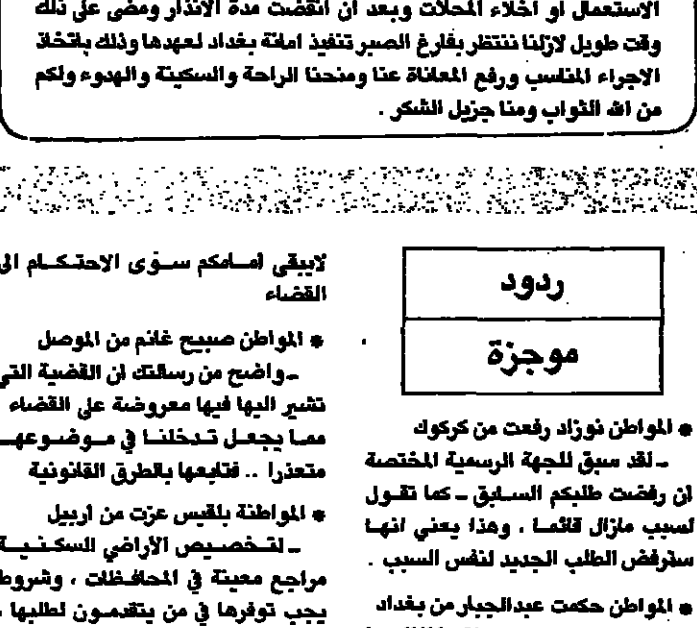 الاستعمال او اخلاء المحلات وبعد ان انقضت مدة الانذار ومضى على ذلك
وقت طويل لازلنا ننتظر بفارغ الصبر تنفيذ امانة بغداد لعهدها وذلك باتخاذ
الاجراء المناسب ورفع المعاناة عنا ومنحنا الراحة والسكينة والهدوء ولكم
من الله الثواب ومنا جزيل الشكر .
ردود
موجزة
* المواطن نوزاد رفعت من كركوك
ـ لقد سبق للجهة الرسمية المختصة
ان رفضت طلبكم السابق ـ كما تقول
لسبب مازال قائما ، وهذا يعني انها
سترفض الطلب الجديد لنفس السبب .
* المواطن حكمت عبدالجبار من بغداد
لايبقى امامكم سوى الاحتكام الى
القضاء
* المواطن صبيح غانم من الموصل
ـ واضح من رسالتك ان القضية التي
تشير اليها فيها معروضة على القضاء
مما يجعل تدخلنا في موضوعها
متعذرا .. فتابعها بالطرق القانونية
* المواطنة بلقيس عزت من اربيل
ـ لتخصيص الاراضي السكنية
مراجع معينة في المحافظات ، وشروط
يجب توفرها في من يتقدمون لطلبها .